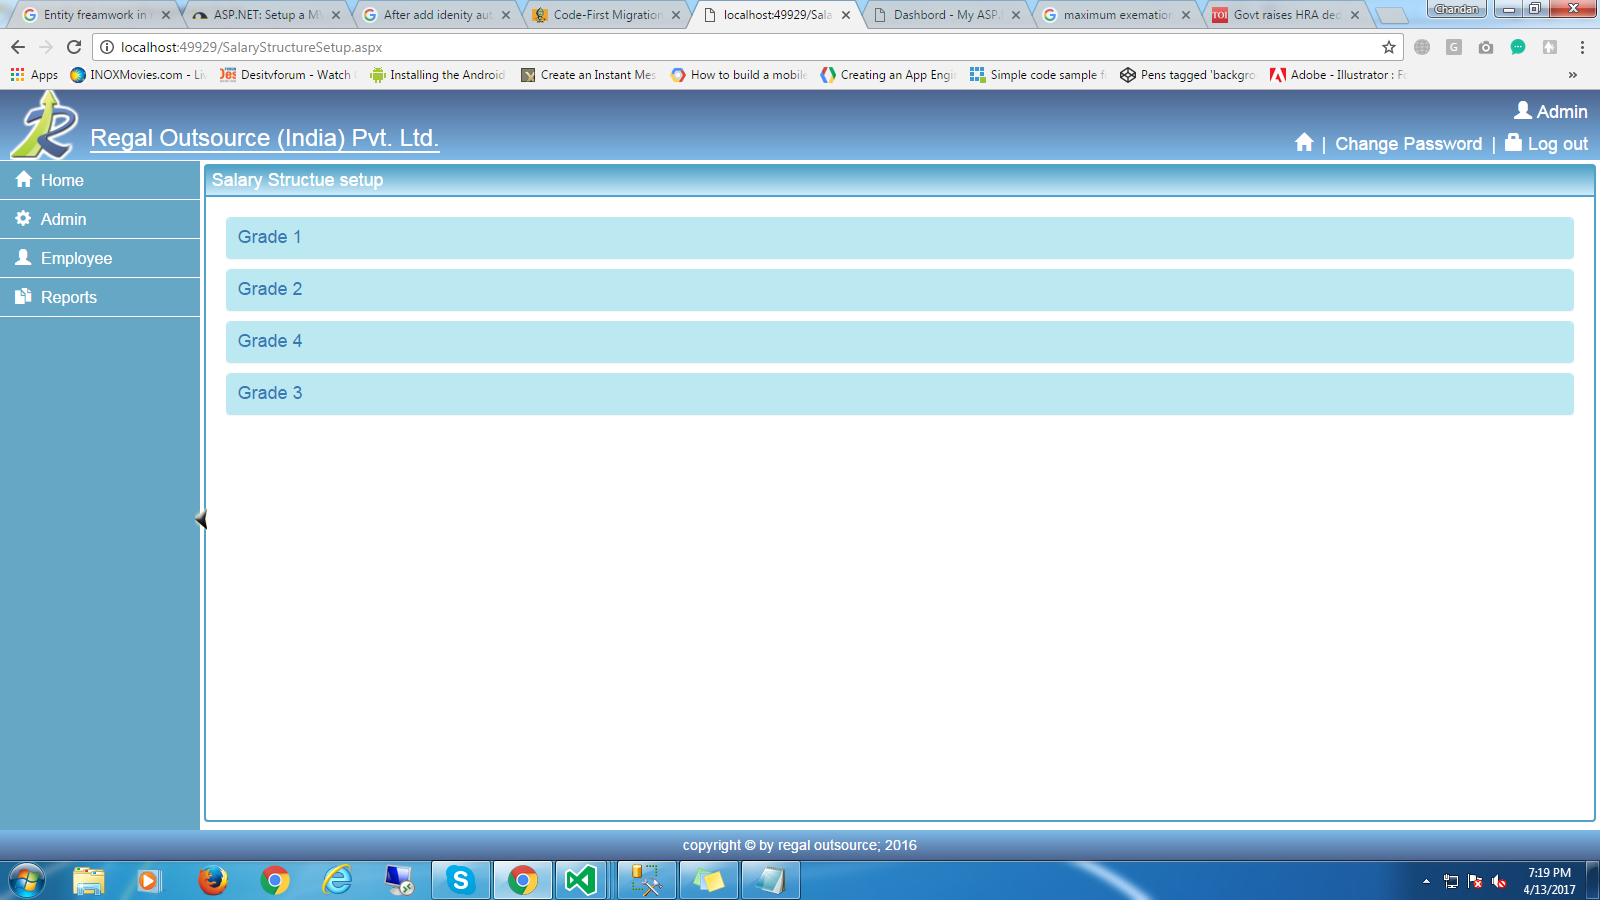 Entity freamwork in
ASP.NET: Setup a M
After add idenity aut
Code-First Migration
localhost:49929/Sala
Dashbord - My ASP.
maximum exemation
TOI
Govt raises HRA ded
Chandan
localhost:49929/SalaryStructureSetup.aspx
Apps
INOXMovies.com - Li
Desitvforum - Watch
Installing the Android
Create an Instant Mes
How to build a mobile
Creating an App Engi
Simple code sample f
Pens tagged 'backgro
Adobe - Illustrator : Fo
»
Regal Outsource (India) Pvt. Ltd.
Admin
| Change Password | Log out
Home
Admin
Employee
Reports
Salary Structue setup
Grade 1
Grade 2
Grade 4
Grade 3
copyright © by regal outsource; 2016
7:19 PM
4/13/2017